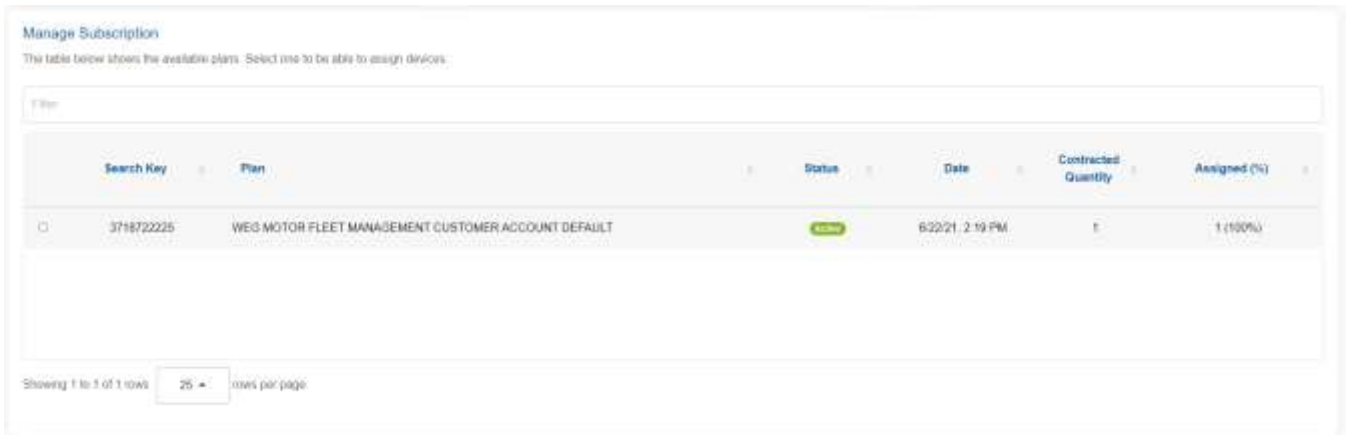 Manage Subscription
The table below shows the available plans. Select one to be able to assign devices.
Filter
Search Key Plan Status Date Contracted Quantity Assigned (%)
3718722225 WEG MOTOR FLEET MANAGEMENT CUSTOMER ACCOUNT DEFAULT Active 6/22/21, 2:19 PM 1 1 (100%)
Showing 1 to 1 of 1 rows 25 rows per page